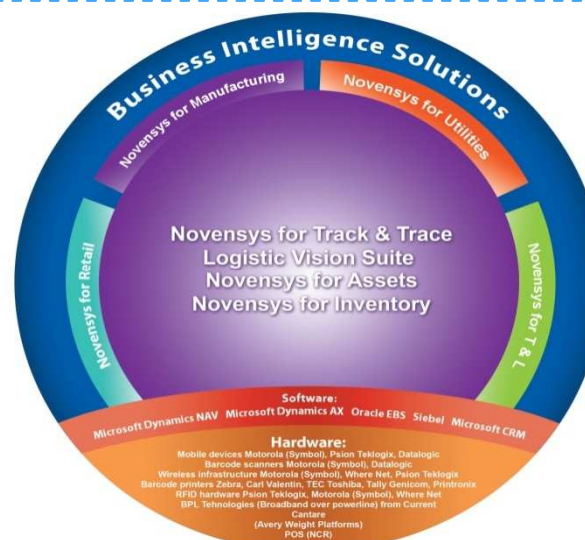 Business Intelligence Solutions
Novensys for Manufacturing
Novensys for Utilities
Novensys for Retail
Novensys for T & L
Novensys for Track & Trace
Logistic Vision Suite
Novensys for Assets
Novensys for Inventory
Software:
Microsoft Dynamics NAV Microsoft Dynamics AX Oracle EBS Siebel Microsoft CRM
Hardware:
Mobile devices Motorola (Symbol), Psion Teklogix, Datalogic
Barcode scanners Motorola (Symbol), Datalogic
Wireless infrastructure Motorola (Symbol), Where Net, Psion Teklogix
Barcode printers Zebra, Carl Valentin, TEC Toshiba, Tally Genicom, Printronix
RFID hardware Psion Teklogix, Motorola (Symbol), Where Net
BPL Tehnologies (Broadband over powerline) from Current
Cantare
(Avery Weight Platforms)
POS (NCR)